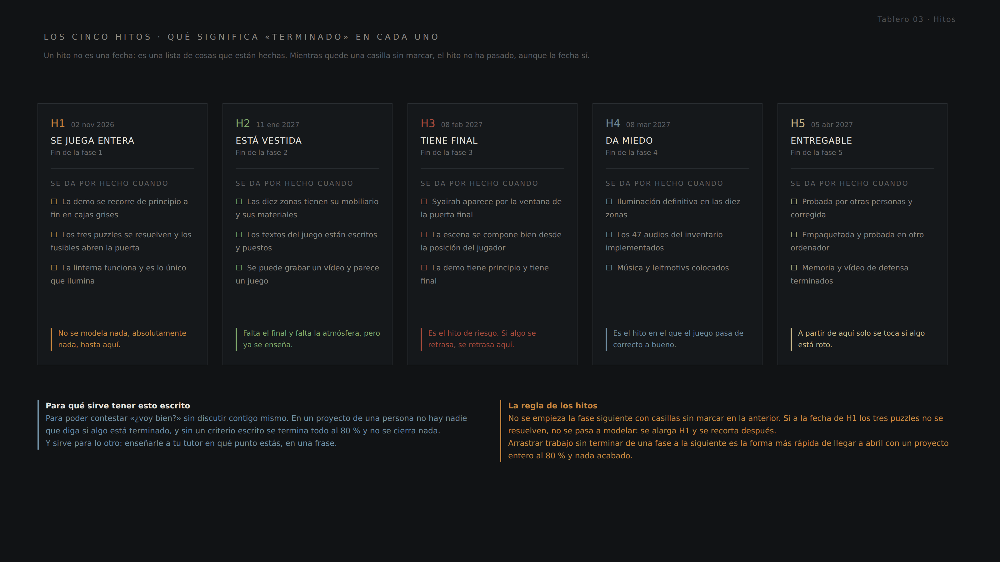 Tablero 03 · Hitos
LOS CINCO HITOS · QUÉ SIGNIFICA «TERMINADO» EN CADA UNO
Un hito no es una fecha: es una lista de cosas que están hechas. Mientras quede una casilla sin marcar, el hito no ha pasado, aunque la fecha sí.
H1 02 nov 2026
SE JUEGA ENTERA
Fin de la fase 1
SE DA POR HECHO CUANDO
☐ La demo se recorre de principio a
fin en cajas grises
☐ Los tres puzzles se resuelven y los
fusibles abren la puerta
☐ La linterna funciona y es lo único
que ilumina
No se modela nada, absolutamente
nada, hasta aquí.
H2 11 ene 2027
ESTÁ VESTIDA
Fin de la fase 2
SE DA POR HECHO CUANDO
☐ Las diez zonas tienen su mobiliario
y sus materiales
☐ Los textos del juego están escritos
y puestos
☐ Se puede grabar un vídeo y parece
un juego
Falta el final y falta la atmósfera, pero
ya se enseña.
H3 08 feb 2027
TIENE FINAL
Fin de la fase 3
SE DA POR HECHO CUANDO
☐ Syairah aparece por la ventana de
la puerta final
☐ La escena se compone bien desde
la posición del jugador
☐ La demo tiene principio y tiene
final
Es el hito de riesgo. Si algo se
retrasa, se retrasa aquí.
H4 08 mar 2027
DA MIEDO
Fin de la fase 4
SE DA POR HECHO CUANDO
☐ Iluminación definitiva en las diez
zonas
☐ Los 47 audios del inventario
implementados
☐ Música y leitmotivs colocados
Es el hito en el que el juego pasa de
correcto a bueno.
H5 05 abr 2027
ENTREGABLE
Fin de la fase 5
SE DA POR HECHO CUANDO
☐ Probada por otras personas y
corregida
☐ Empaquetada y probada en otro
ordenador
☐ Memoria y vídeo de defensa
terminados
A partir de aquí solo se toca si algo
está roto.
Para qué sirve tener esto escrito
Para poder contestar «¿voy bien?» sin discutir contigo mismo. En un proyecto de una persona no hay nadie
que diga si algo está terminado, y sin un criterio escrito se termina todo al 80 % y no se cierra nada.
Y sirve para lo otro: enseñarle a tu tutor en qué punto estás, en una frase.
La regla de los hitos
No se empieza la fase siguiente con casillas sin marcar en la anterior. Si a la fecha de H1 los tres puzzles no se
resuelven, no se pasa a modelar: se alarga H1 y se recorta después.
Arrastrar trabajo sin terminar de una fase a la siguiente es la forma más rápida de llegar a abril con un proyecto
entero al 80 % y nada acabado.